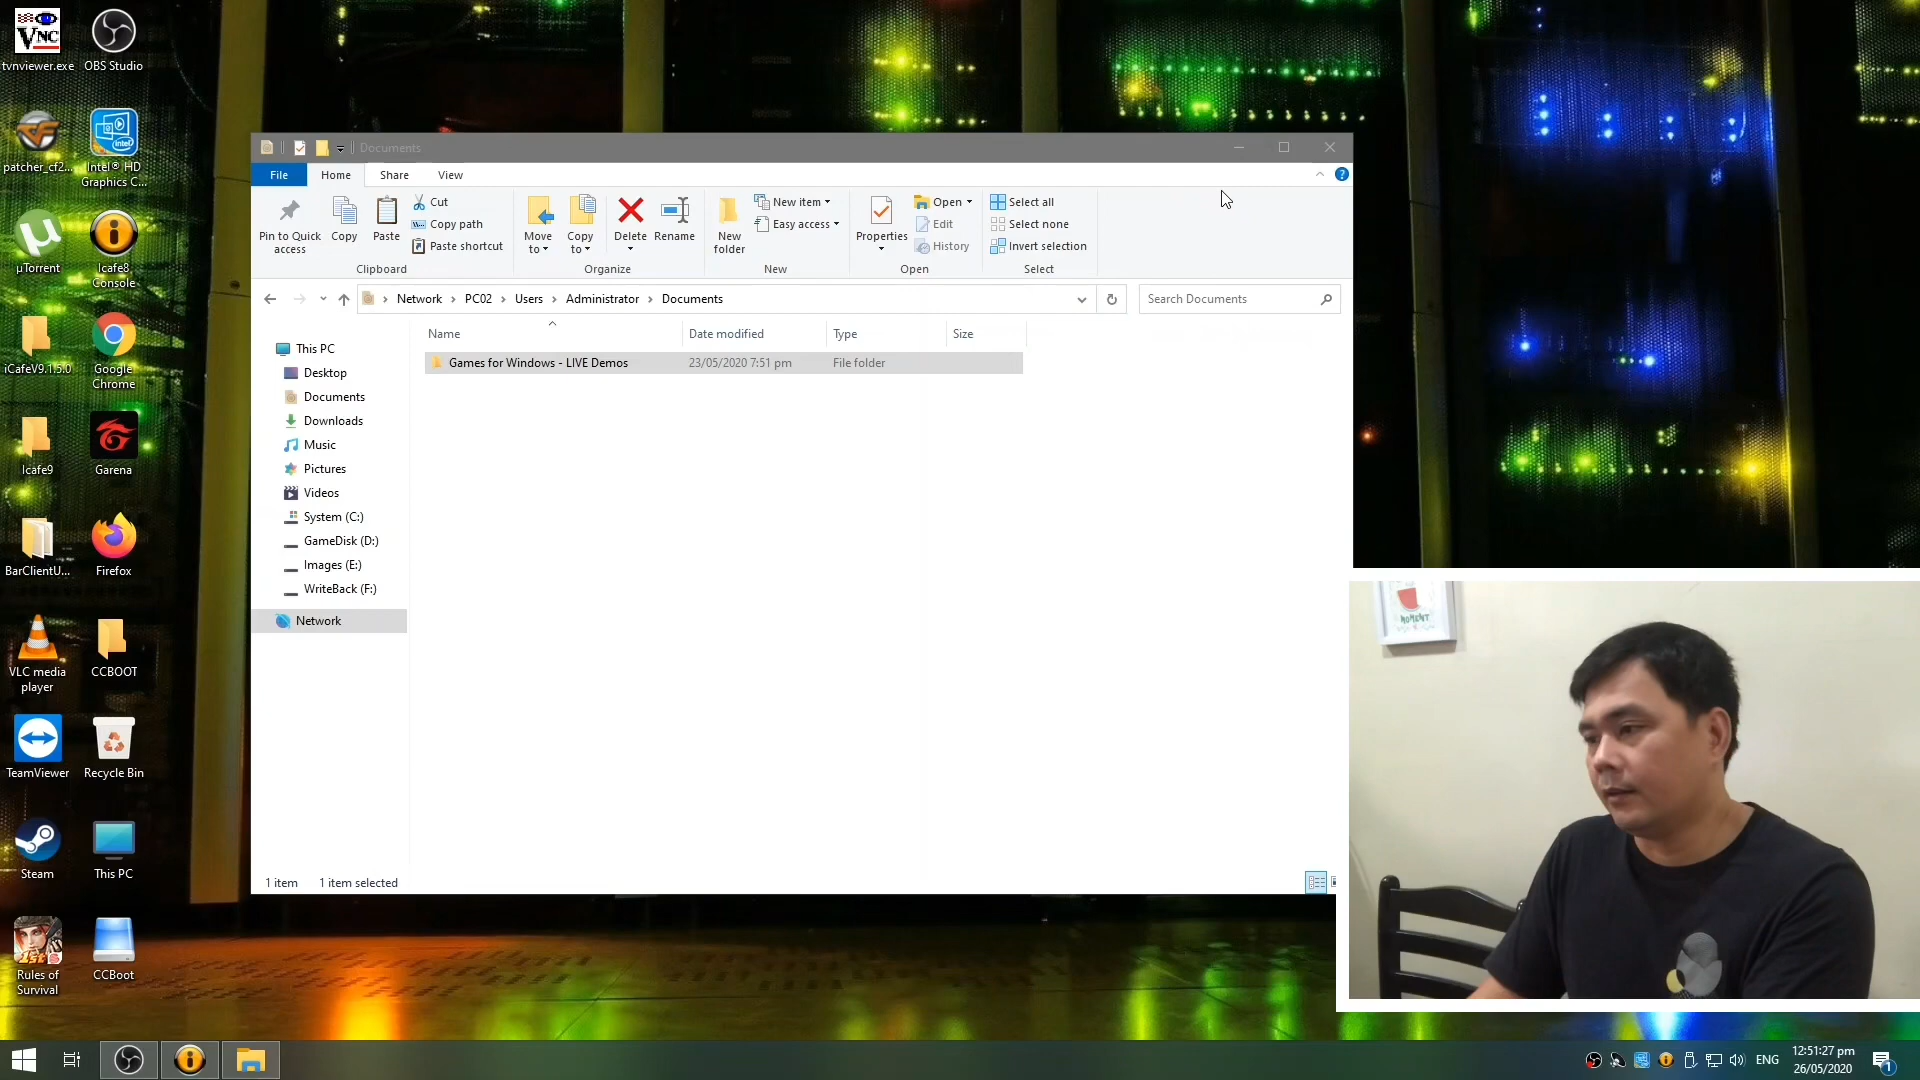 VNC
tvnviewer.exe
OBS Studio
patcher_cf2...
Intel® HD
Graphics C...
µTorrent
Icafe8
Console
iCafeV9.1.5.0
Google
Chrome
Icafe9
Garena
BarClientU...
Firefox
VLC media
player
CCBOOT
TeamViewer
Recycle Bin
Steam
This PC
Rules of
Survival
CCBoot
Documents
File
Home
Share
View
Pin to Quick
access
Copy
Paste
Cut
Copy path
Paste shortcut
Clipboard
Move
to
Copy
to
Delete
Rename
Organize
New
folder
New item
Easy access
New
Properties
Open
Edit
History
Open
Select all
Select none
Invert selection
Select
Network > PC02 > Users > Administrator > Documents
Search Documents
Name
Date modified
Type
Size
Games for Windows - LIVE Demos
23/05/2020 7:51 pm
File folder
This PC
Desktop
Documents
Downloads
Music
Pictures
Videos
System (C:)
GameDisk (D:)
Images (E:)
WriteBack (F:)
Network
1 item
1 item selected
MOMENT
ENG
12:51:27 pm
26/05/2020
1